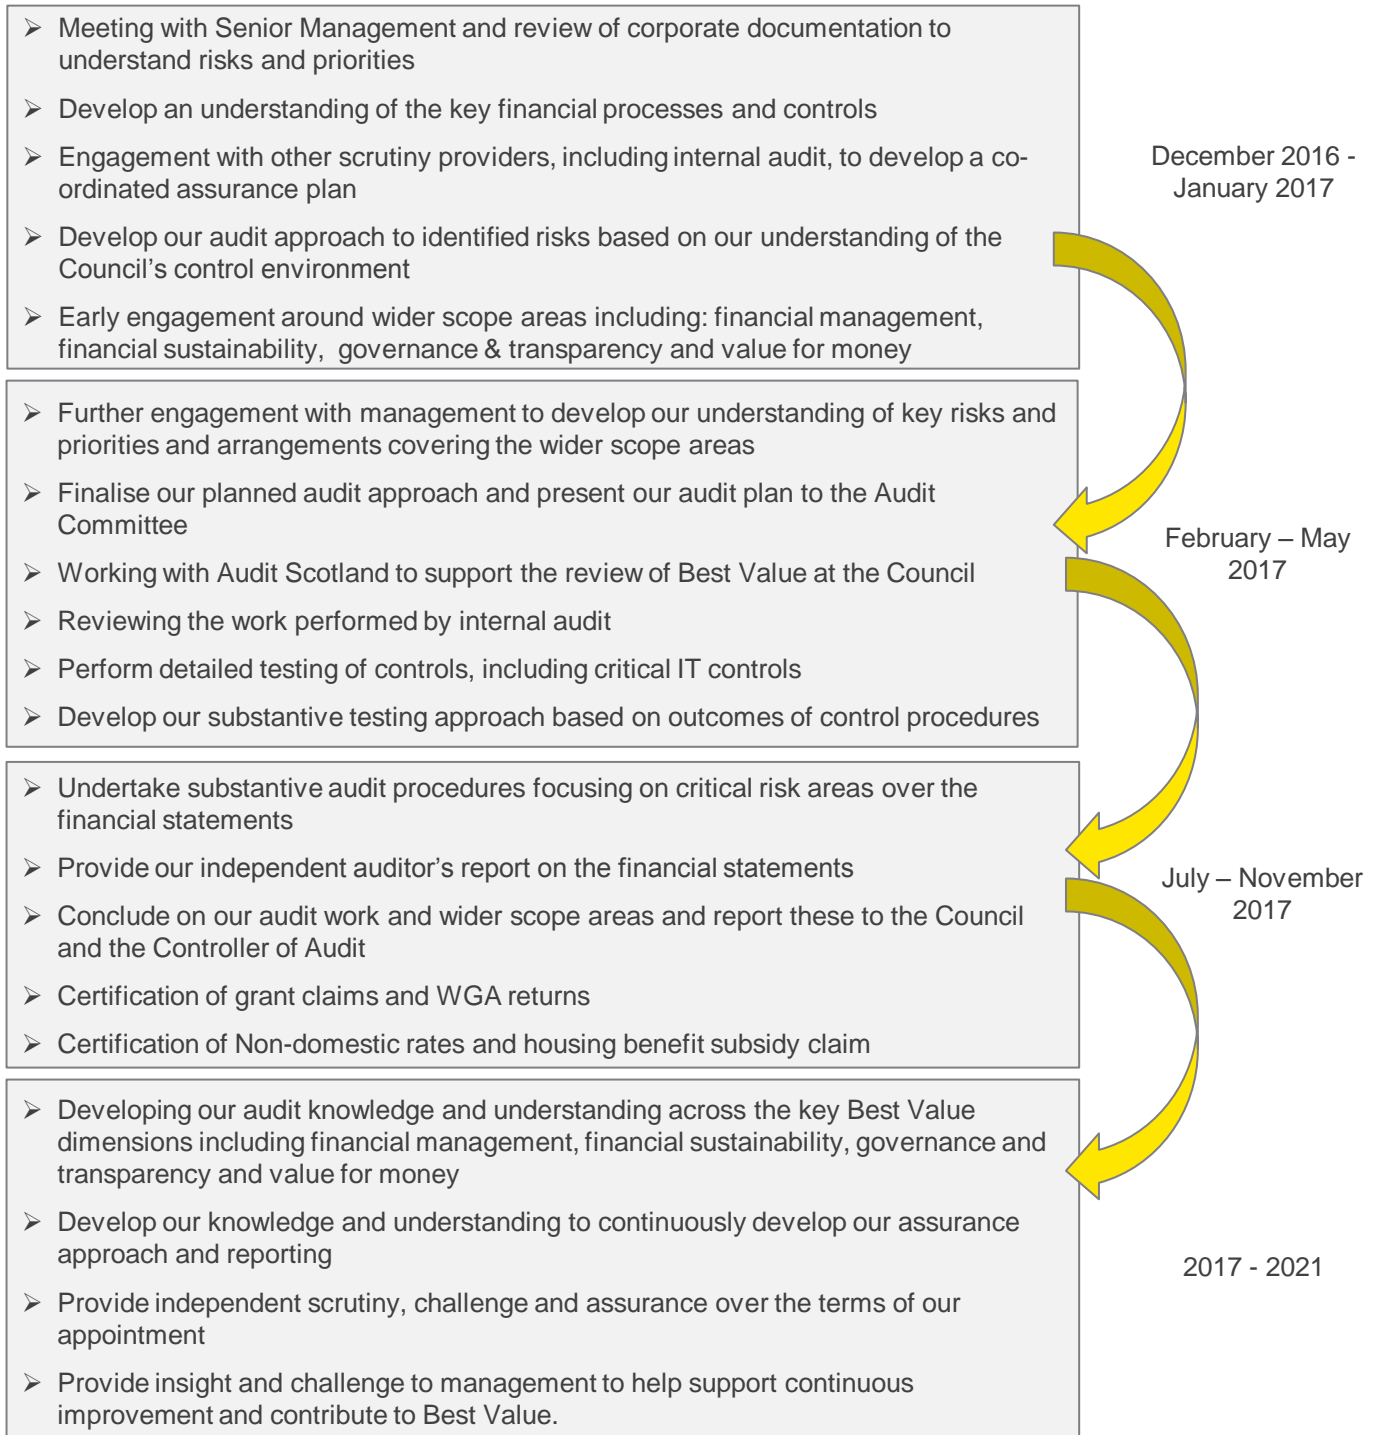 ➢ Meeting with Senior Management and review of corporate documentation to
understand risks and priorities
➢ Develop an understanding of the key financial processes and controls
➢ Engagement with other scrutiny providers, including internal audit, to develop a co-
ordinated assurance plan
➢ Develop our audit approach to identified risks based on our understanding of the
Council’s control environment
➢ Early engagement around wider scope areas including: financial management,
financial sustainability, governance & transparency and value for money
December 2016 -
January 2017
➢ Further engagement with management to develop our understanding of key risks and
priorities and arrangements covering the wider scope areas
➢ Finalise our planned audit approach and present our audit plan to the Audit
Committee
➢ Working with Audit Scotland to support the review of Best Value at the Council
➢ Reviewing the work performed by internal audit
➢ Perform detailed testing of controls, including critical IT controls
➢ Develop our substantive testing approach based on outcomes of control procedures
February – May
2017
➢ Undertake substantive audit procedures focusing on critical risk areas over the
financial statements
➢ Provide our independent auditor’s report on the financial statements
➢ Conclude on our audit work and wider scope areas and report these to the Council
and the Controller of Audit
➢ Certification of grant claims and WGA returns
➢ Certification of Non-domestic rates and housing benefit subsidy claim
July – November
2017
➢ Developing our audit knowledge and understanding across the key Best Value
dimensions including financial management, financial sustainability, governance and
transparency and value for money
➢ Develop our knowledge and understanding to continuously develop our assurance
approach and reporting
➢ Provide independent scrutiny, challenge and assurance over the terms of our
appointment
➢ Provide insight and challenge to management to help support continuous
improvement and contribute to Best Value.
2017 - 2021